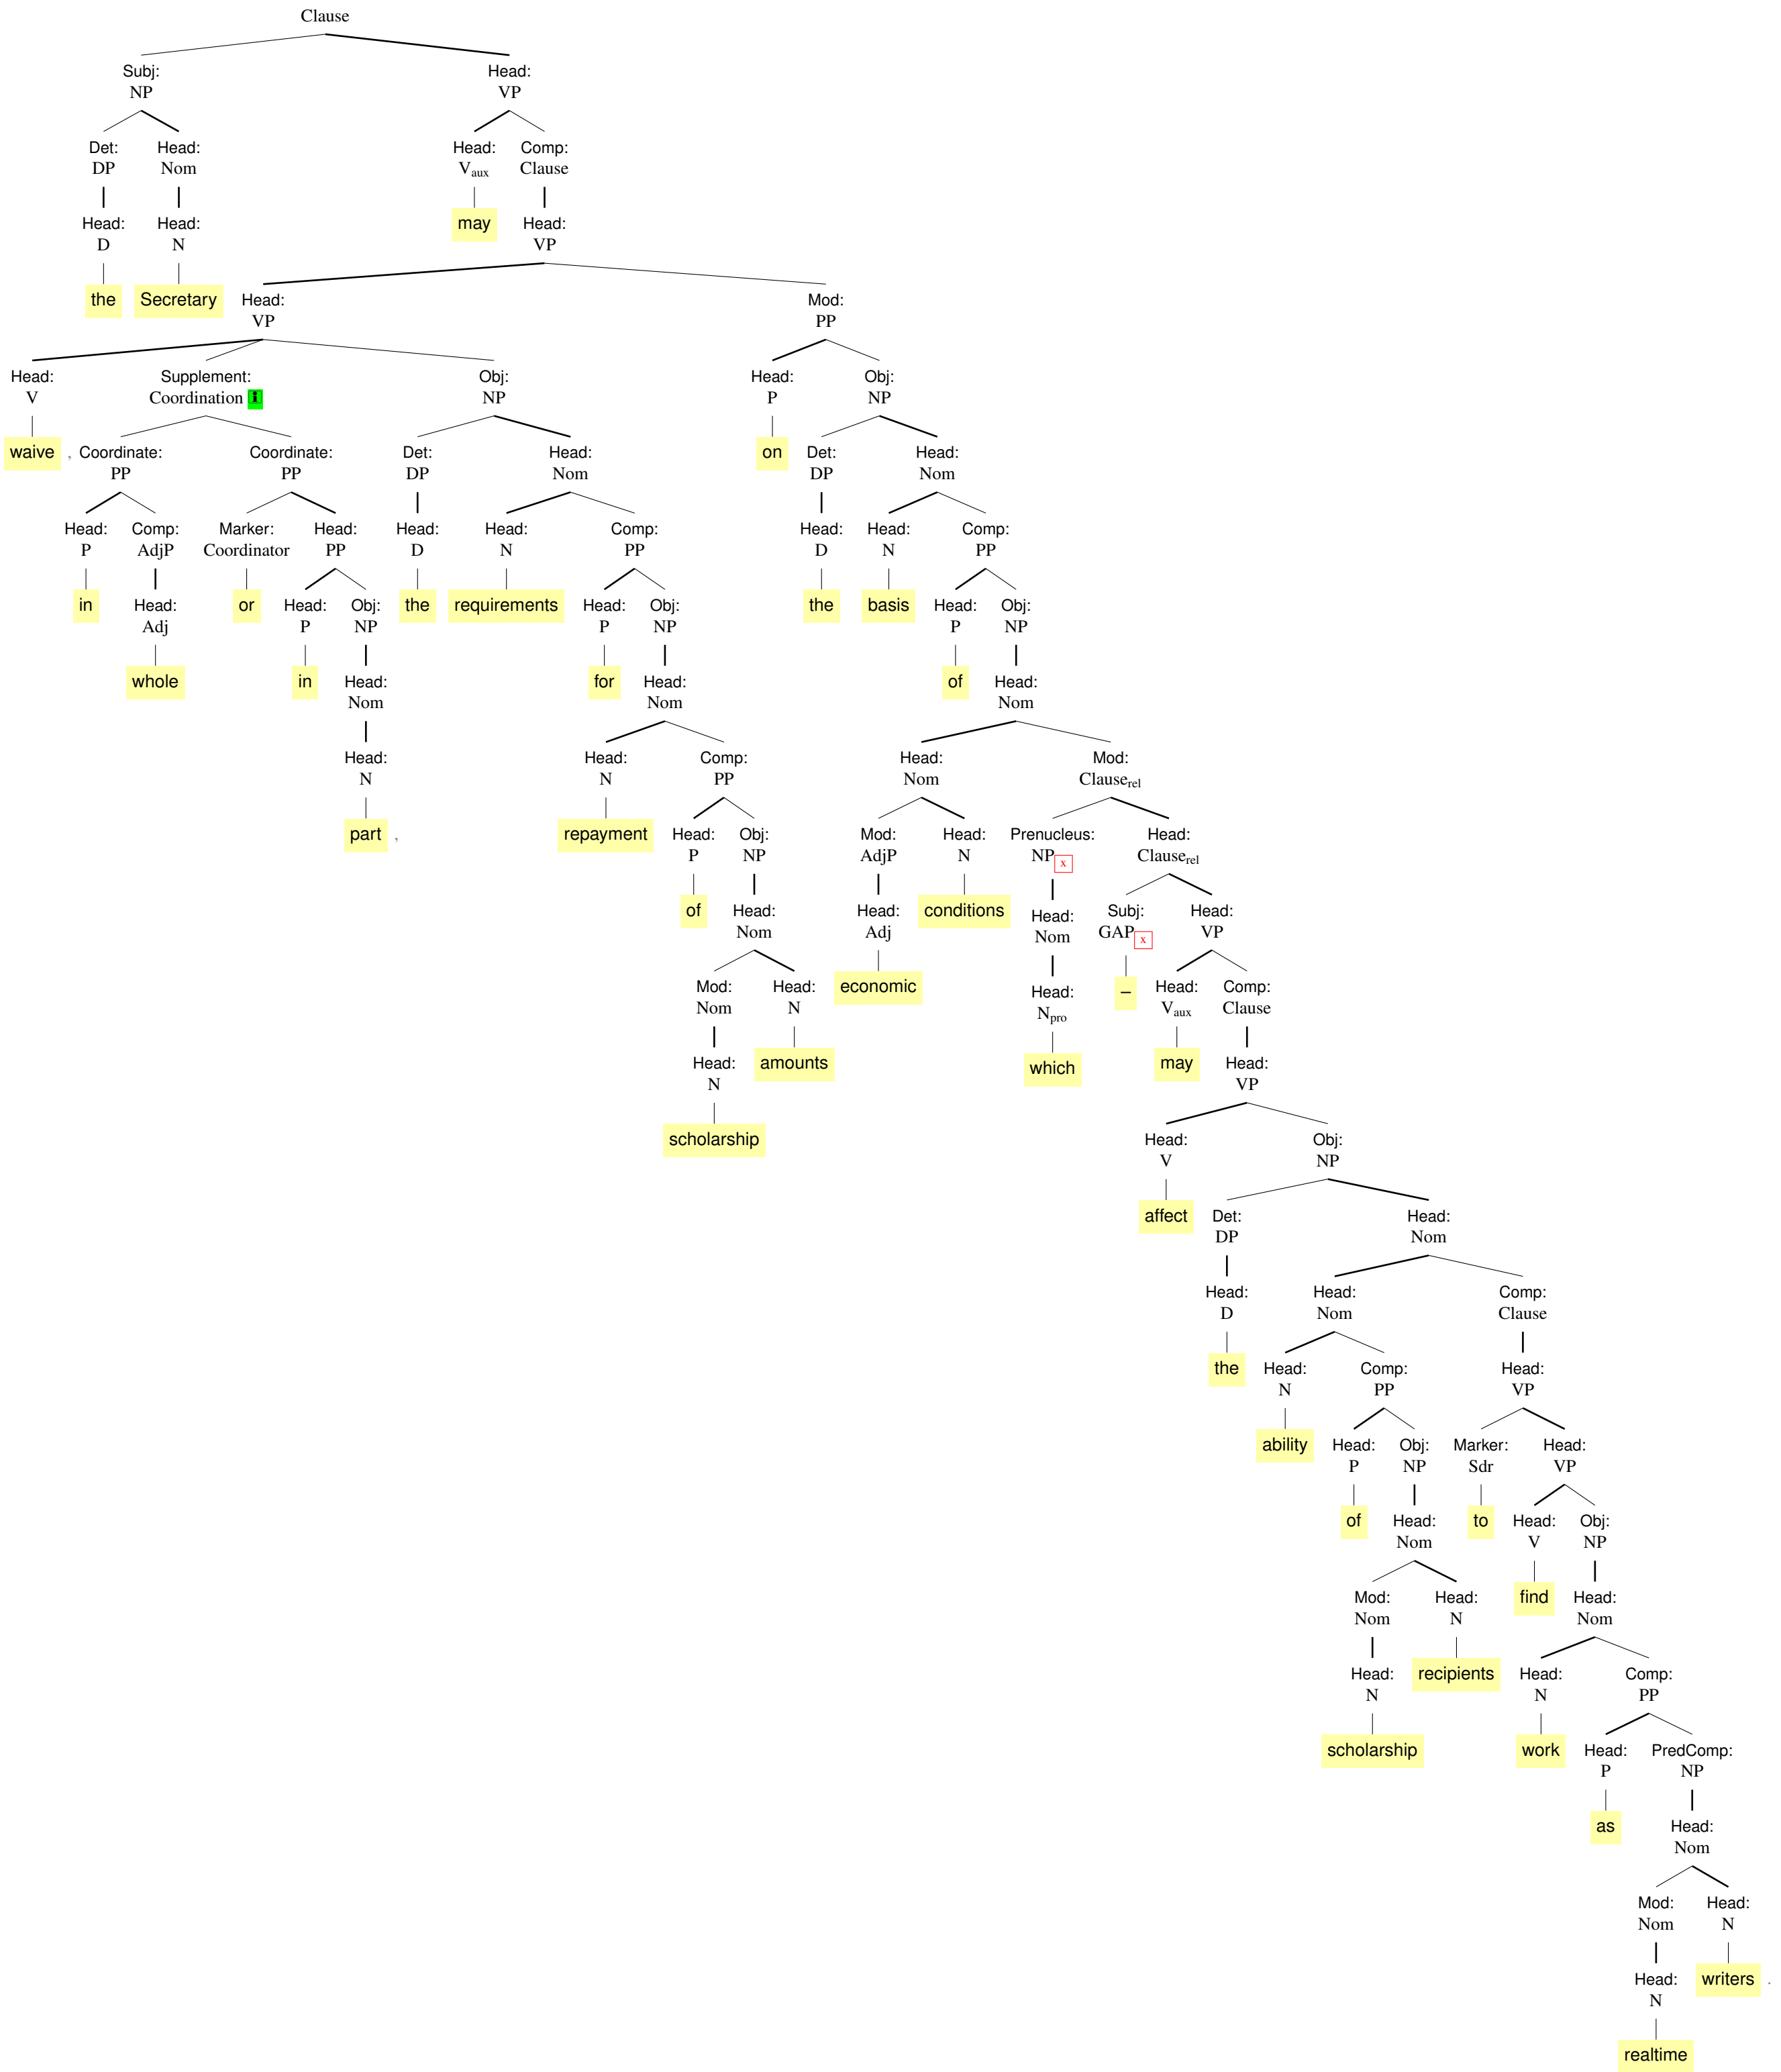 Clause
Subj: Head:
NP VP
Det: Head: Head: Comp:
DP Nom Vaux Clause
Head: Head: may Head:
D N VP
the Secretary Head: Mod:
VP PP
Head: Supplement: Obj: Head: Obj:
V Coordination i NP P NP
waive , Coordinate: Coordinate: Det: Head: on Det: Head:
PP PP DP Nom DP Nom
Head: Comp: Marker: Head: Head: Head: Comp: Head: Head: Comp:
P AdjP Coordinator PP D N PP D N PP
in Head: or Head: Obj: the requirements Head: Obj: the basis Head: Obj:
Adj P NP P NP P NP
whole in Head: for Head: of Head:
Nom Nom Nom
Head: Head: Comp: Head: Mod:
N N PP Nom Clauserel
part , repayment Head: Obj: Mod: Head: Prenucleus: Head:
P NP AdjP N NP x Clauserel
of Head: Head: conditions Head: Subj: Head:
Nom Adj Nom GAP x VP
Mod: Head: economic Head: – Head: Comp:
Nom N Npro Vaux Clause
Head: amounts which may Head:
N VP
scholarship Head: Obj:
V NP
affect Det: Head:
DP Nom
Head: Head: Comp:
D Nom Clause
the Head: Comp: Head:
N PP VP
ability Head: Obj: Marker: Head:
P NP Sdr VP
of Head: to Head: Obj:
Nom V NP
Mod: Head: find Head:
Nom N Nom
Head: recipients Head: Comp:
N N PP
scholarship work Head: PredComp:
P NP
as Head:
Nom
Mod: Head:
Nom N
Head: writers .
N
realtime